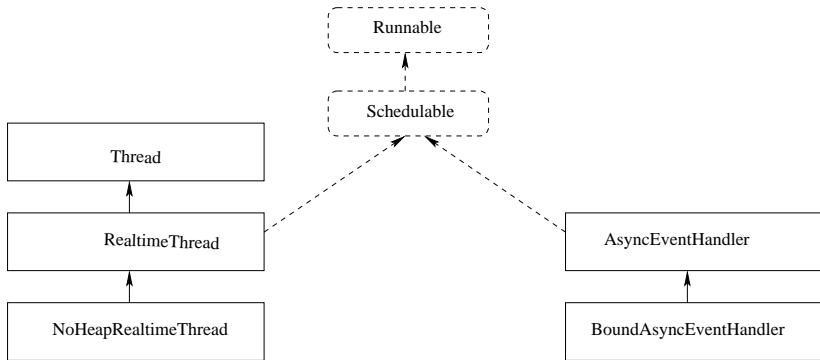 Runnable
Schedulable
Thread
RealtimeThread
AsyncEventHandler
NoHeapRealtimeThread
BoundAsyncEventHandler